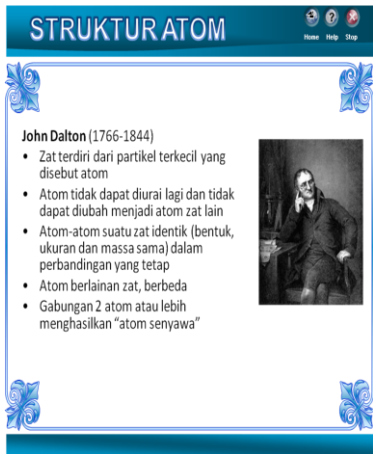 STRUKTUR ATOM
Home Help Stop
John Dalton (1766-1844)
• Zat terdiri dari partikel terkecil yang
disebut atom
• Atom tidak dapat diurai lagi dan tidak
dapat diubah menjadi atom zat lain
• Atom-atom suatu zat identik (bentuk,
ukuran dan massa sama) dalam
perbandingan yang tetap
• Atom berlainan zat, berbeda
• Gabungan 2 atom atau lebih
menghasilkan “atom senyawa”